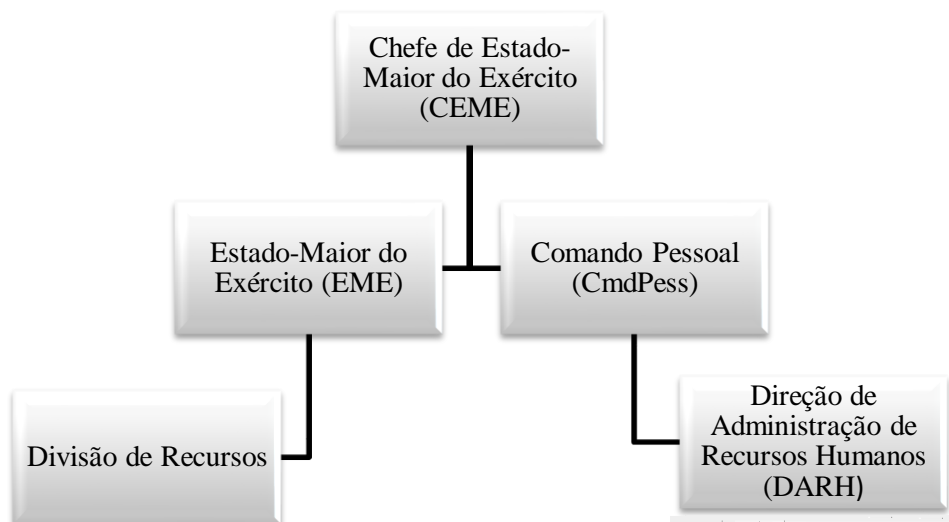 Chefe de Estado-
Maior do Exército
(CEME)
Estado-Maior do
Exército (EME)
Comando Pessoal
(CmdPess)
Divisão de Recursos
Direção de
Administração de
Recursos Humanos
(DARH)